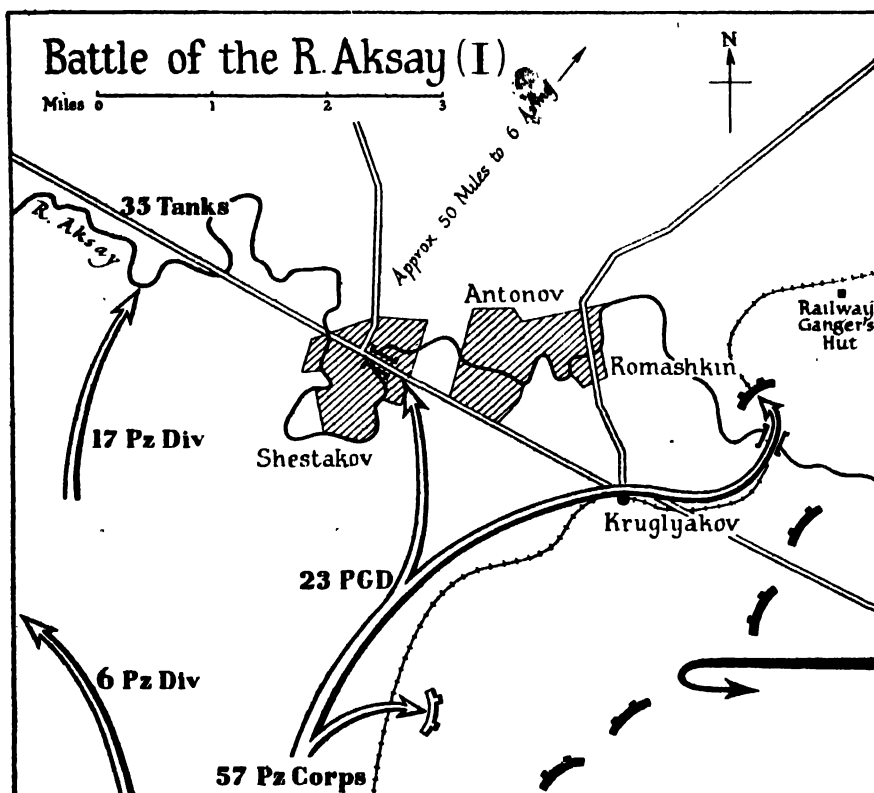 Battle of the R. Aksay (I)
Miles 0 1 2 3
N
Approx 50 Miles to 6
35 Tanks
R. Aksay
Antonov
Railway
Ganger's
Hut
Romashkin
17 Pz Div
Shestakov
Kruglyakov
23 PGD
6 Pz Div
57 Pz Corps